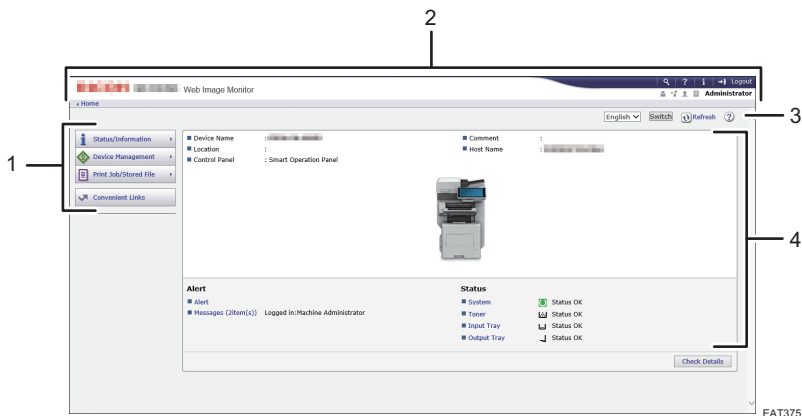 2
Web Image Monitor
? i Logout
Administrator
Home
English Switch Refresh ?
3
1
Status/Information
Device Management
Print Job/Stored File
Convenient Links
Device Name :
Location :
Control Panel : Smart Operation Panel
Comment :
Host Name :
4
Alert
Alert
Messages (2item(s)) Logged in:Machine Administrator
Status
System Status OK
Toner Status OK
Input Tray Status OK
Output Tray Status OK
Check Details
EAT375